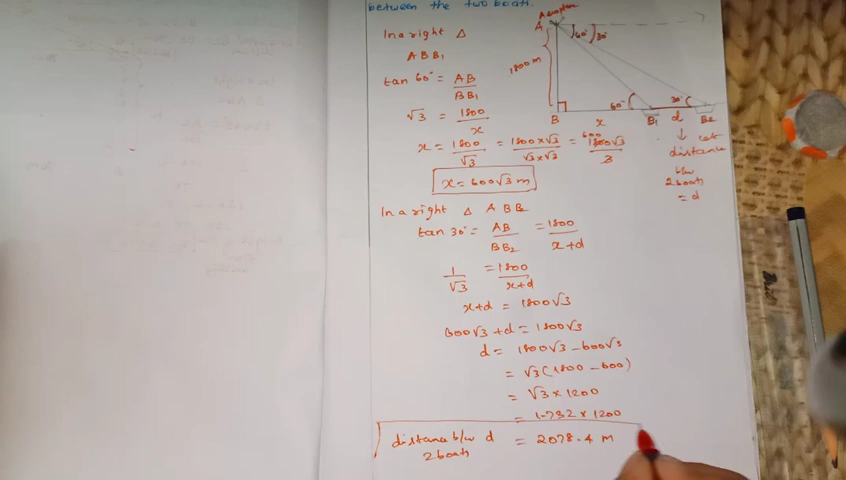 between the two boats.
In a right Δ
ABB1
tan 60° = AB/BB1
√3 = 1800/x
x = 1800/√3 = 1800×√3/√3×√3 = 1800√3/3
600
x = 600√3 m
In a right Δ ABB2
tan 30° = AB/BB2 = 1800/x+d
1/√3 = 1800/x+d
x+d = 1800√3
600√3 + d = 1800√3
d = 1800√3 - 600√3
= √3(1800 - 600)
= √3 × 1200
= 1.732 × 1200
distance b/w d = 2078.4 m
2 boats
Aeroplane
A
60° 30°
1800 m
60° 30°
B x B1 d B2
let
distance
b/w
2 boats
= d